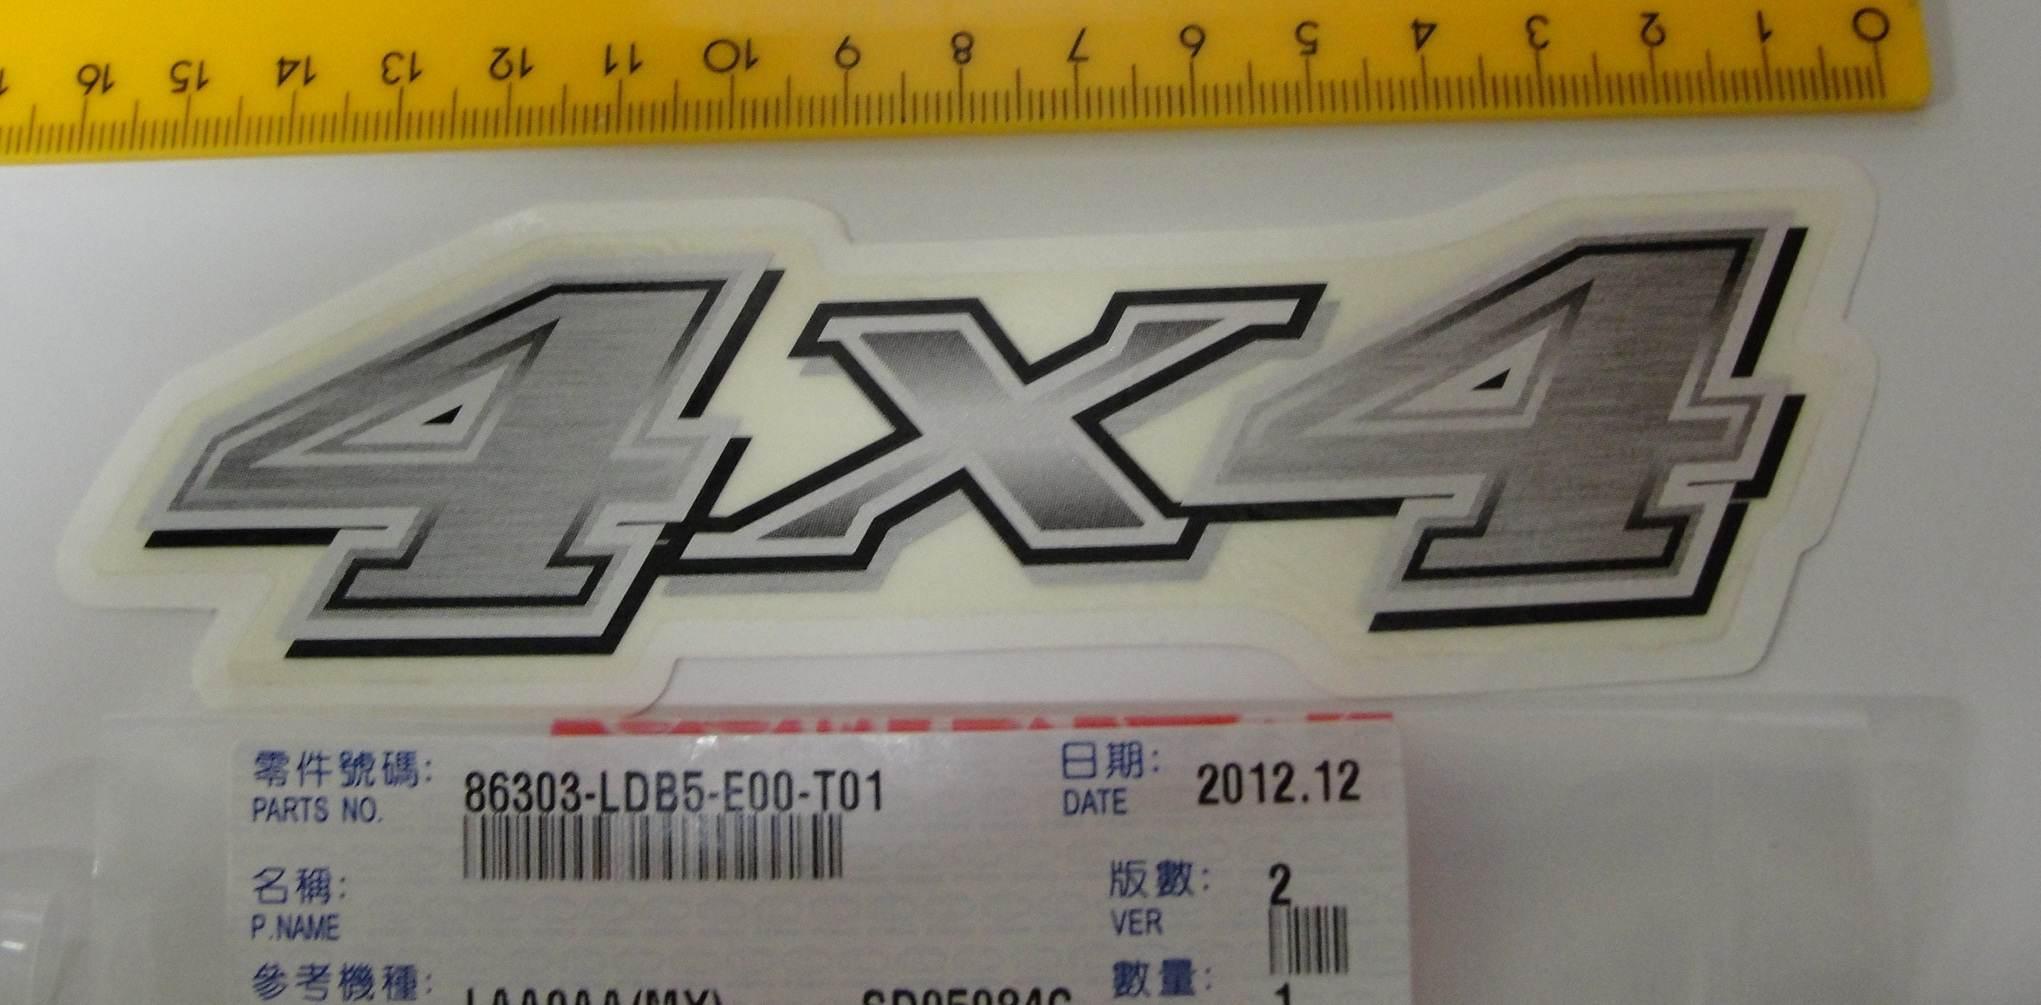 0 1 2 3 4 5 6 7 8 9 10 11 12 13 14 15 16
4x4
零件號碼: 86303-LDB5-E00-T01 日期: 2012.12
PARTS NO. DATE
名稱: 版數: 2
P.NAME VER
參考機種: 數量: 1